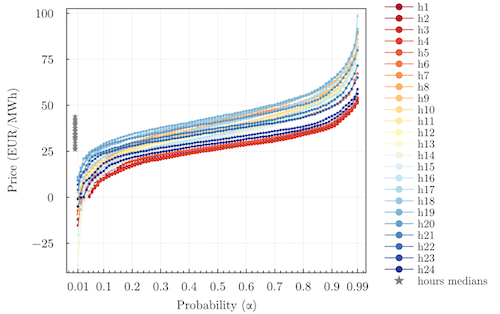 100
75
50
25
0
−25
Price (EUR/MWh)
0.01 0.1 0.2 0.3 0.4 0.5 0.6 0.7 0.8 0.9 0.99
Probability (α)
h1
h2
h3
h4
h5
h6
h7
h8
h9
h10
h11
h12
h13
h14
h15
h16
h17
h18
h19
h20
h21
h22
h23
h24
hours medians